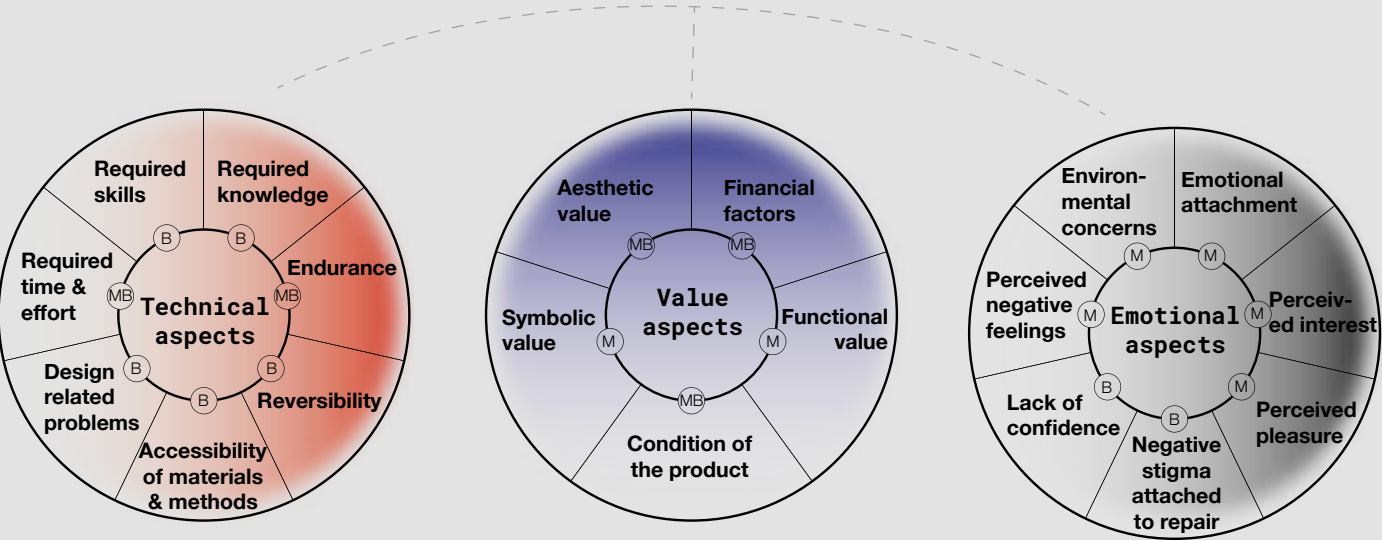 Required
skills
B
Required
knowledge
B
Endurance
MB
Reversibility
B
Accessibility
of materials
& methods
B
Design
related
problems
B
Required
time &
effort
MB
Technical
aspects
Aesthetic
value
MB
Financial
factors
MB
Functional
value
M
Condition of
the product
MB
Symbolic
value
M
Value
aspects
Environ-
mental
concerns
M
Emotional
attachment
M
Perceiv-
ed interest
M
Perceived
pleasure
M
Negative
stigma
attached
to repair
B
Lack of
confidence
B
Perceived
negative
feelings
M
Emotional
aspects